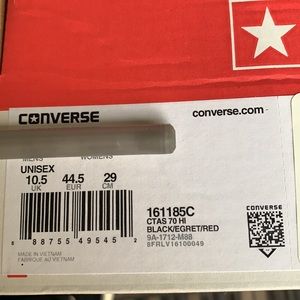 CONVERSE
converse.com
MENS WOMENS
UNISEX
10.5 44.5 29
UK EUR CM
161185C
CTAS 70 HI
BLACK/EGRET/RED
9A-1712-M88
8FRLV16100049
CONVERSE
6 88755 49545 2
MADE IN VIETNAM
FABRIQUÉ AU VIETNAM